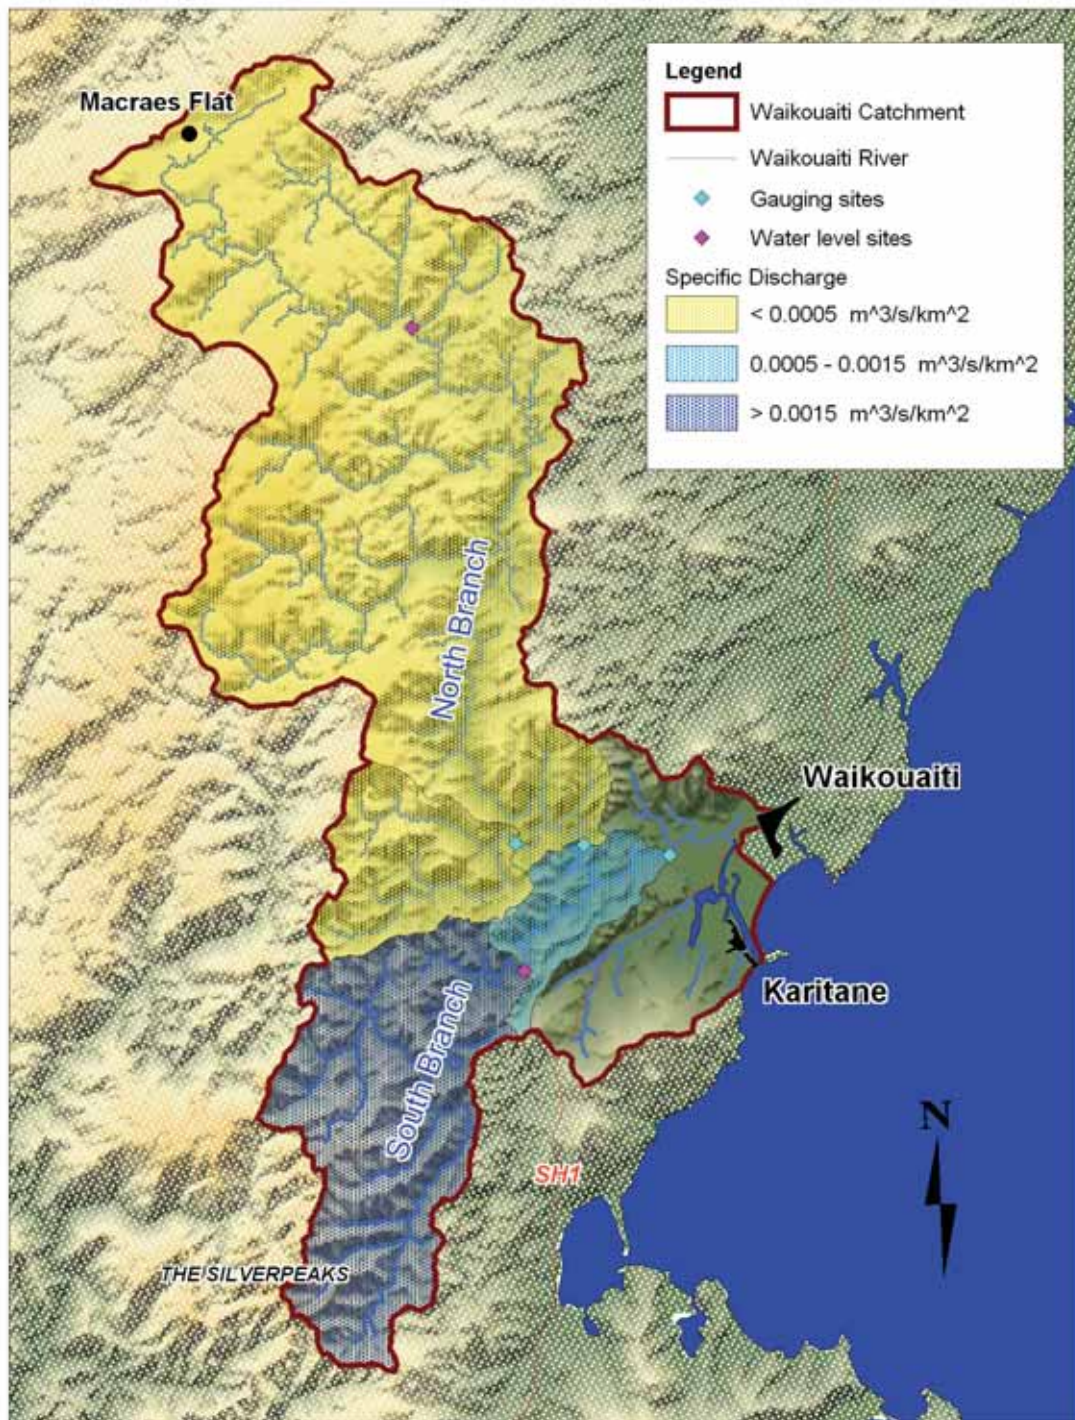 Macraes Flat
Legend
Waikouaiti Catchment
Waikouaiti River
Gauging sites
Water level sites
Specific Discharge
< 0.0005 m^3/s/km^2
0.0005 - 0.0015 m^3/s/km^2
> 0.0015 m^3/s/km^2
North Branch
Waikouaiti
Karitane
South Branch
N
SH1
THE SILVERPEAKS